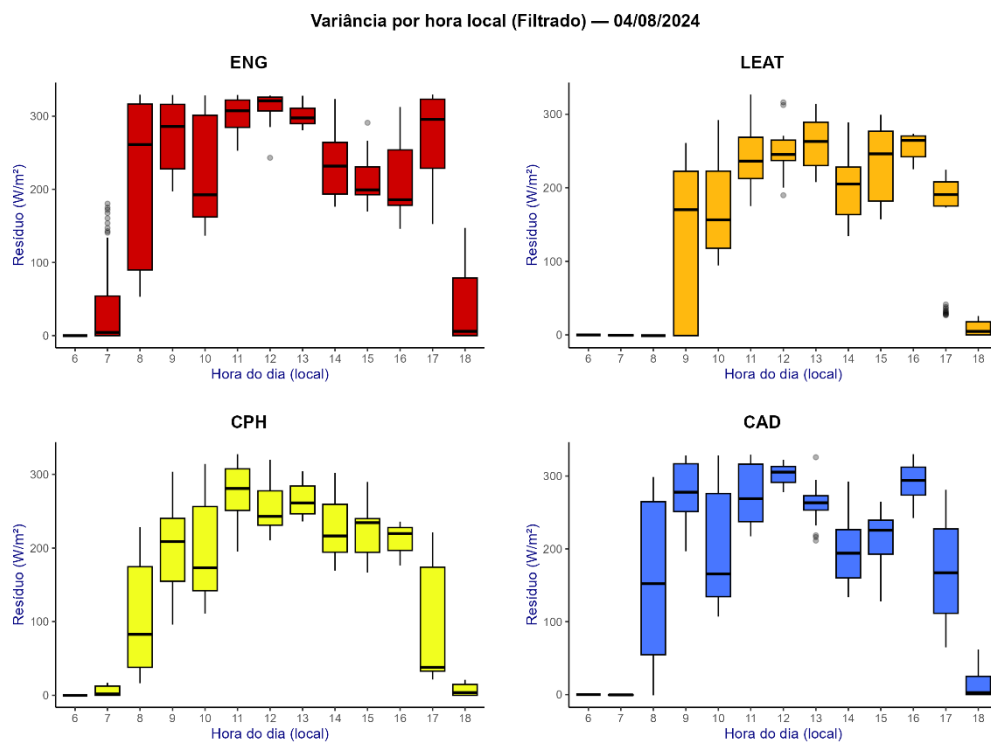 Variância por hora local (Filtrado) — 04/08/2024
ENG
Resíduo (W/m²)
300
200
100
0
6 7 8 9 10 11 12 13 14 15 16 17 18
Hora do dia (local)
LEAT
Resíduo (W/m²)
300
200
100
0
6 7 8 9 10 11 12 13 14 15 16 17 18
Hora do dia (local)
CPH
Resíduo (W/m²)
300
200
100
0
6 7 8 9 10 11 12 13 14 15 16 17 18
Hora do dia (local)
CAD
Resíduo (W/m²)
300
200
100
0
6 7 8 9 10 11 12 13 14 15 16 17 18
Hora do dia (local)